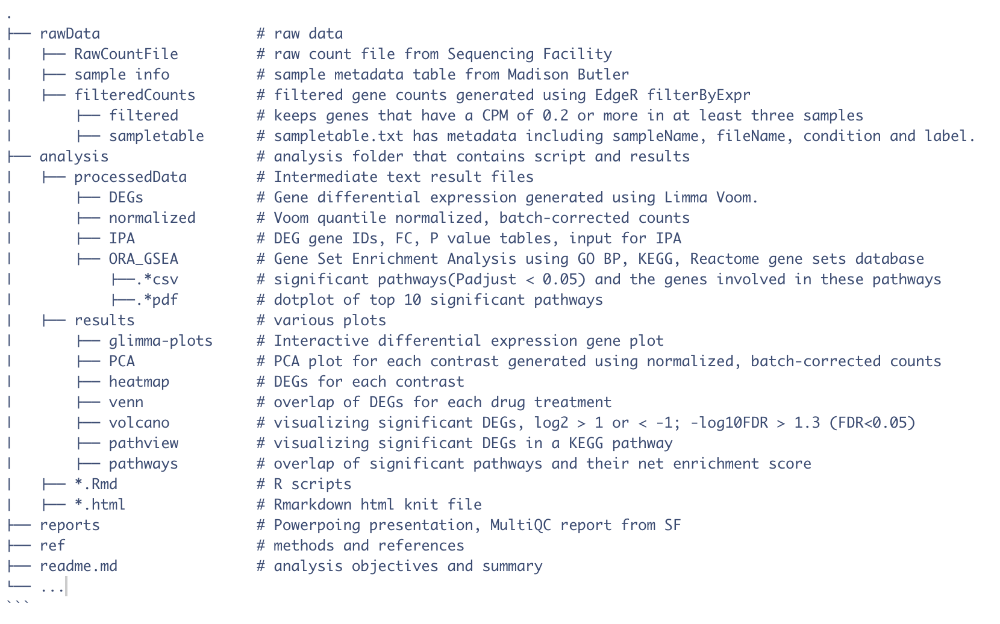 .
├── rawData                  # raw data
|   ├── RawCountFile         # raw count file from Sequencing Facility
|   ├── sample info          # sample metadata table from Madison Butler
|   ├── filteredCounts       # filtered gene counts generated using EdgeR filterByExpr
|       ├── filtered         # keeps genes that have a CPM of 0.2 or more in at least three samples
|       ├── sampletable      # sampletable.txt has metadata including sampleName, fileName, condition and label.
├── analysis                 # analysis folder that contains script and results
|   ├── processedData        # Intermediate text result files
|       ├── DEGs             # Gene differential expression generated using Limma Voom.
|       ├── normalized       # Voom quantile normalized, batch-corrected counts
|       ├── IPA              # DEG gene IDs, FC, P value tables, input for IPA
|       ├── ORA_GSEA         # Gene Set Enrichment Analysis using GO BP, KEGG, Reactome gene sets database
|           ├──.*csv         # significant pathways(Padjust < 0.05) and the genes involved in these pathways
|           ├──.*pdf         # dotplot of top 10 significant pathways
|   ├── results              # various plots
|       ├── glimma-plots     # Interactive differential expression gene plot
|       ├── PCA              # PCA plot for each contrast generated using normalized, batch-corrected counts
|       ├── heatmap          # DEGs for each contrast
|       ├── venn             # overlap of DEGs for each drug treatment
|       ├── volcano          # visualizing significant DEGs, log2 > 1 or < -1; -log10FDR > 1.3 (FDR<0.05)
|       ├── pathview         # visualizing significant DEGs in a KEGG pathway
|       ├── pathways         # overlap of significant pathways and their net enrichment score
|   ├── *.Rmd                # R scripts
|   ├── *.html               # Rmarkdown html knit file
├── reports                  # Powerpoing presentation, MultiQC report from SF
├── ref                      # methods and references
├── readme.md                # analysis objectives and summary
└── ...
```